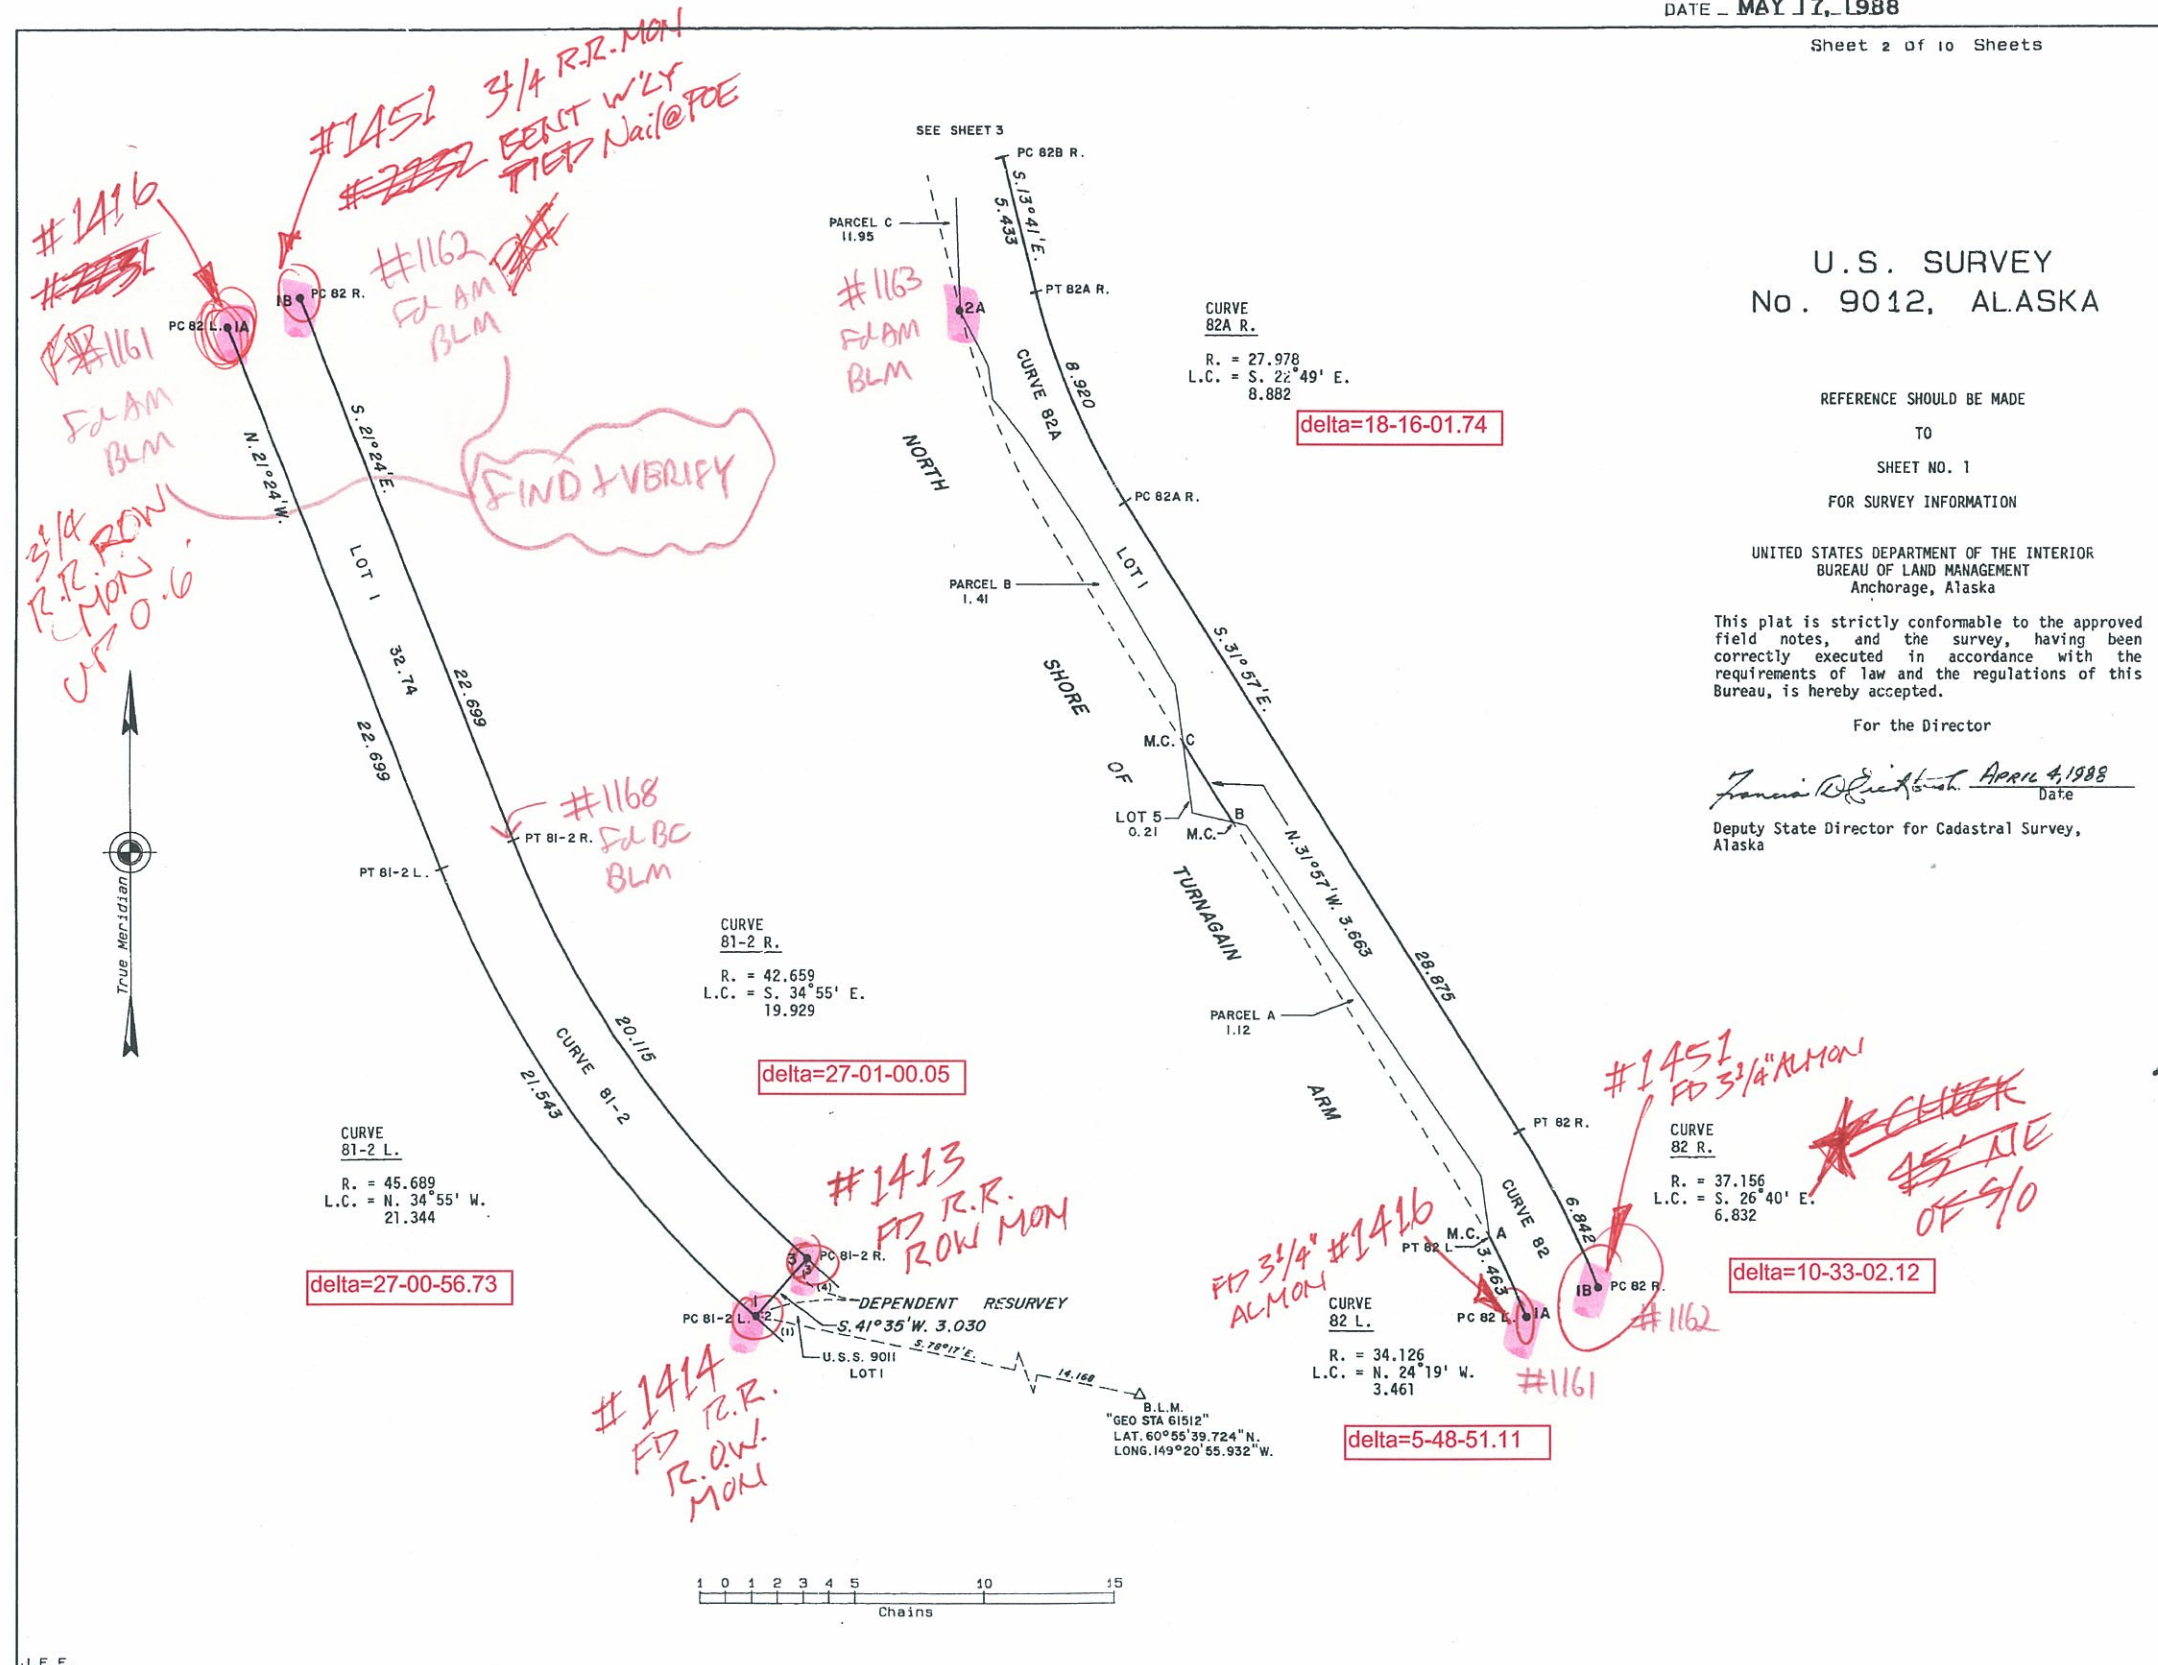 DATE _ MAY 17, 1988
Sheet 2 of 10 Sheets
U.S. SURVEY
No. 9012, ALASKA
REFERENCE SHOULD BE MADE
TO
SHEET NO. 1
FOR SURVEY INFORMATION
UNITED STATES DEPARTMENT OF THE INTERIOR
BUREAU OF LAND MANAGEMENT
Anchorage, Alaska
This plat is strictly conformable to the approved
field notes, and the survey, having been
correctly executed in accordance with the
requirements of law and the regulations of this
Bureau, is hereby accepted.
For the Director
APRIL 4, 1988
Date
Deputy State Director for Cadastral Survey,
Alaska
#1451 3 1/4 R.R. MON
#2232 BENT W'LY
TIED Nail@POE
#1416
#2231
#1161
Fd AM
BLM
3 1/4
R.R. ROW
MON
UP 0.6'
#1162
Fd AM
BLM
FIND & VERIFY
PC 82 L. 1A
1B PC 82 R.
N. 21°24' W.
22.699
S. 21°24' E.
22.699
LOT 1 32.74
True Meridian
PT 81-2 L.
PT 81-2 R.
#1168
Fd BC
BLM
CURVE
81-2 R.
R. = 42.659
L.C. = S. 34°55' E.
19.929
delta=27-01-00.05
20.115
CURVE 81-2
21.543
CURVE
81-2 L.
R. = 45.689
L.C. = N. 34°55' W.
21.344
delta=27-00-56.73
#1413
FD R.R.
ROW MON
3 PC 81-2 R.
3
(4)
PC 81-2 L. 2
1
(1)
DEPENDENT RESURVEY
S. 41°35' W. 3.030
U.S.S. 9011
LOT 1
S. 78°17' E.
14.168
B.L.M.
"GEO STA 61512"
LAT. 60°55'39.724" N.
LONG. 149°20'55.932" W.
#1414
FD R.R.
R.O.W.
MON
SEE SHEET 3
PC 82B R.
S. 13°41' E.
5.433
PARCEL C
11.95
#1163
Fd AM
BLM
2A
PT 82A R.
CURVE
82A R.
R. = 27.978
L.C. = S. 22°49' E.
8.882
delta=18-16-01.74
CURVE 82A
8.920
PC 82A R.
NORTH
SHORE
OF
TURNAGAIN
ARM
LOT 1
PARCEL B
1.41
S. 31°57' E.
28.875
M.C. C
LOT 5
0.21
M.C. B
N. 31°57' W. 3.663
PARCEL A
1.12
PT 82 R.
#1451
FD 3 1/4" ALMON
CURVE
82 R.
R. = 37.156
L.C. = S. 26°40' E.
6.832
delta=10-33-02.12
CHECK
45' NE
OF S/O
CURVE 82
6.842
M.C. A
PT 82 L.
3.463
FD 3 1/4" #1416
ALMON
CURVE
82 L.
R. = 34.126
L.C. = N. 24°19' W.
3.461
delta=5-48-51.11
PC 82 L. 1A
#1161
1B PC 82 R.
#1162
1 0 1 2 3 4 5 10 15
Chains